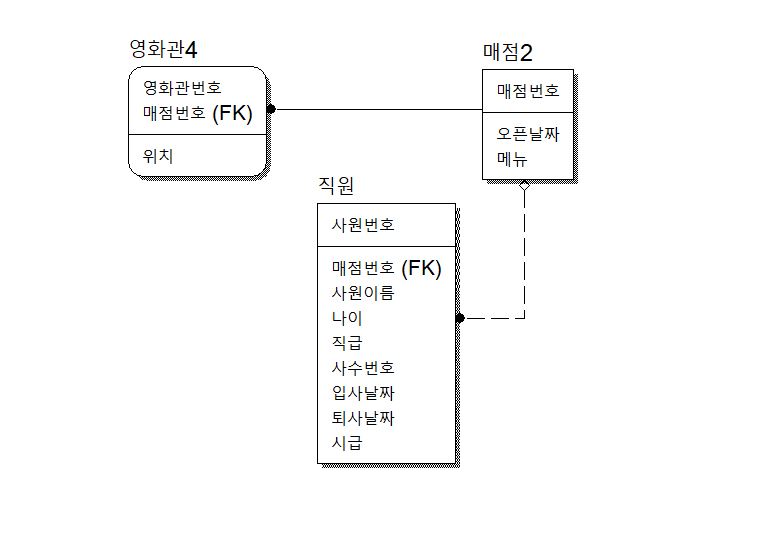 영화관4
영화관번호
매점번호 (FK)
위치
매점2
매점번호
오픈날짜
메뉴
직원
사원번호
매점번호 (FK)
사원이름
나이
직급
사수번호
입사날짜
퇴사날짜
시급